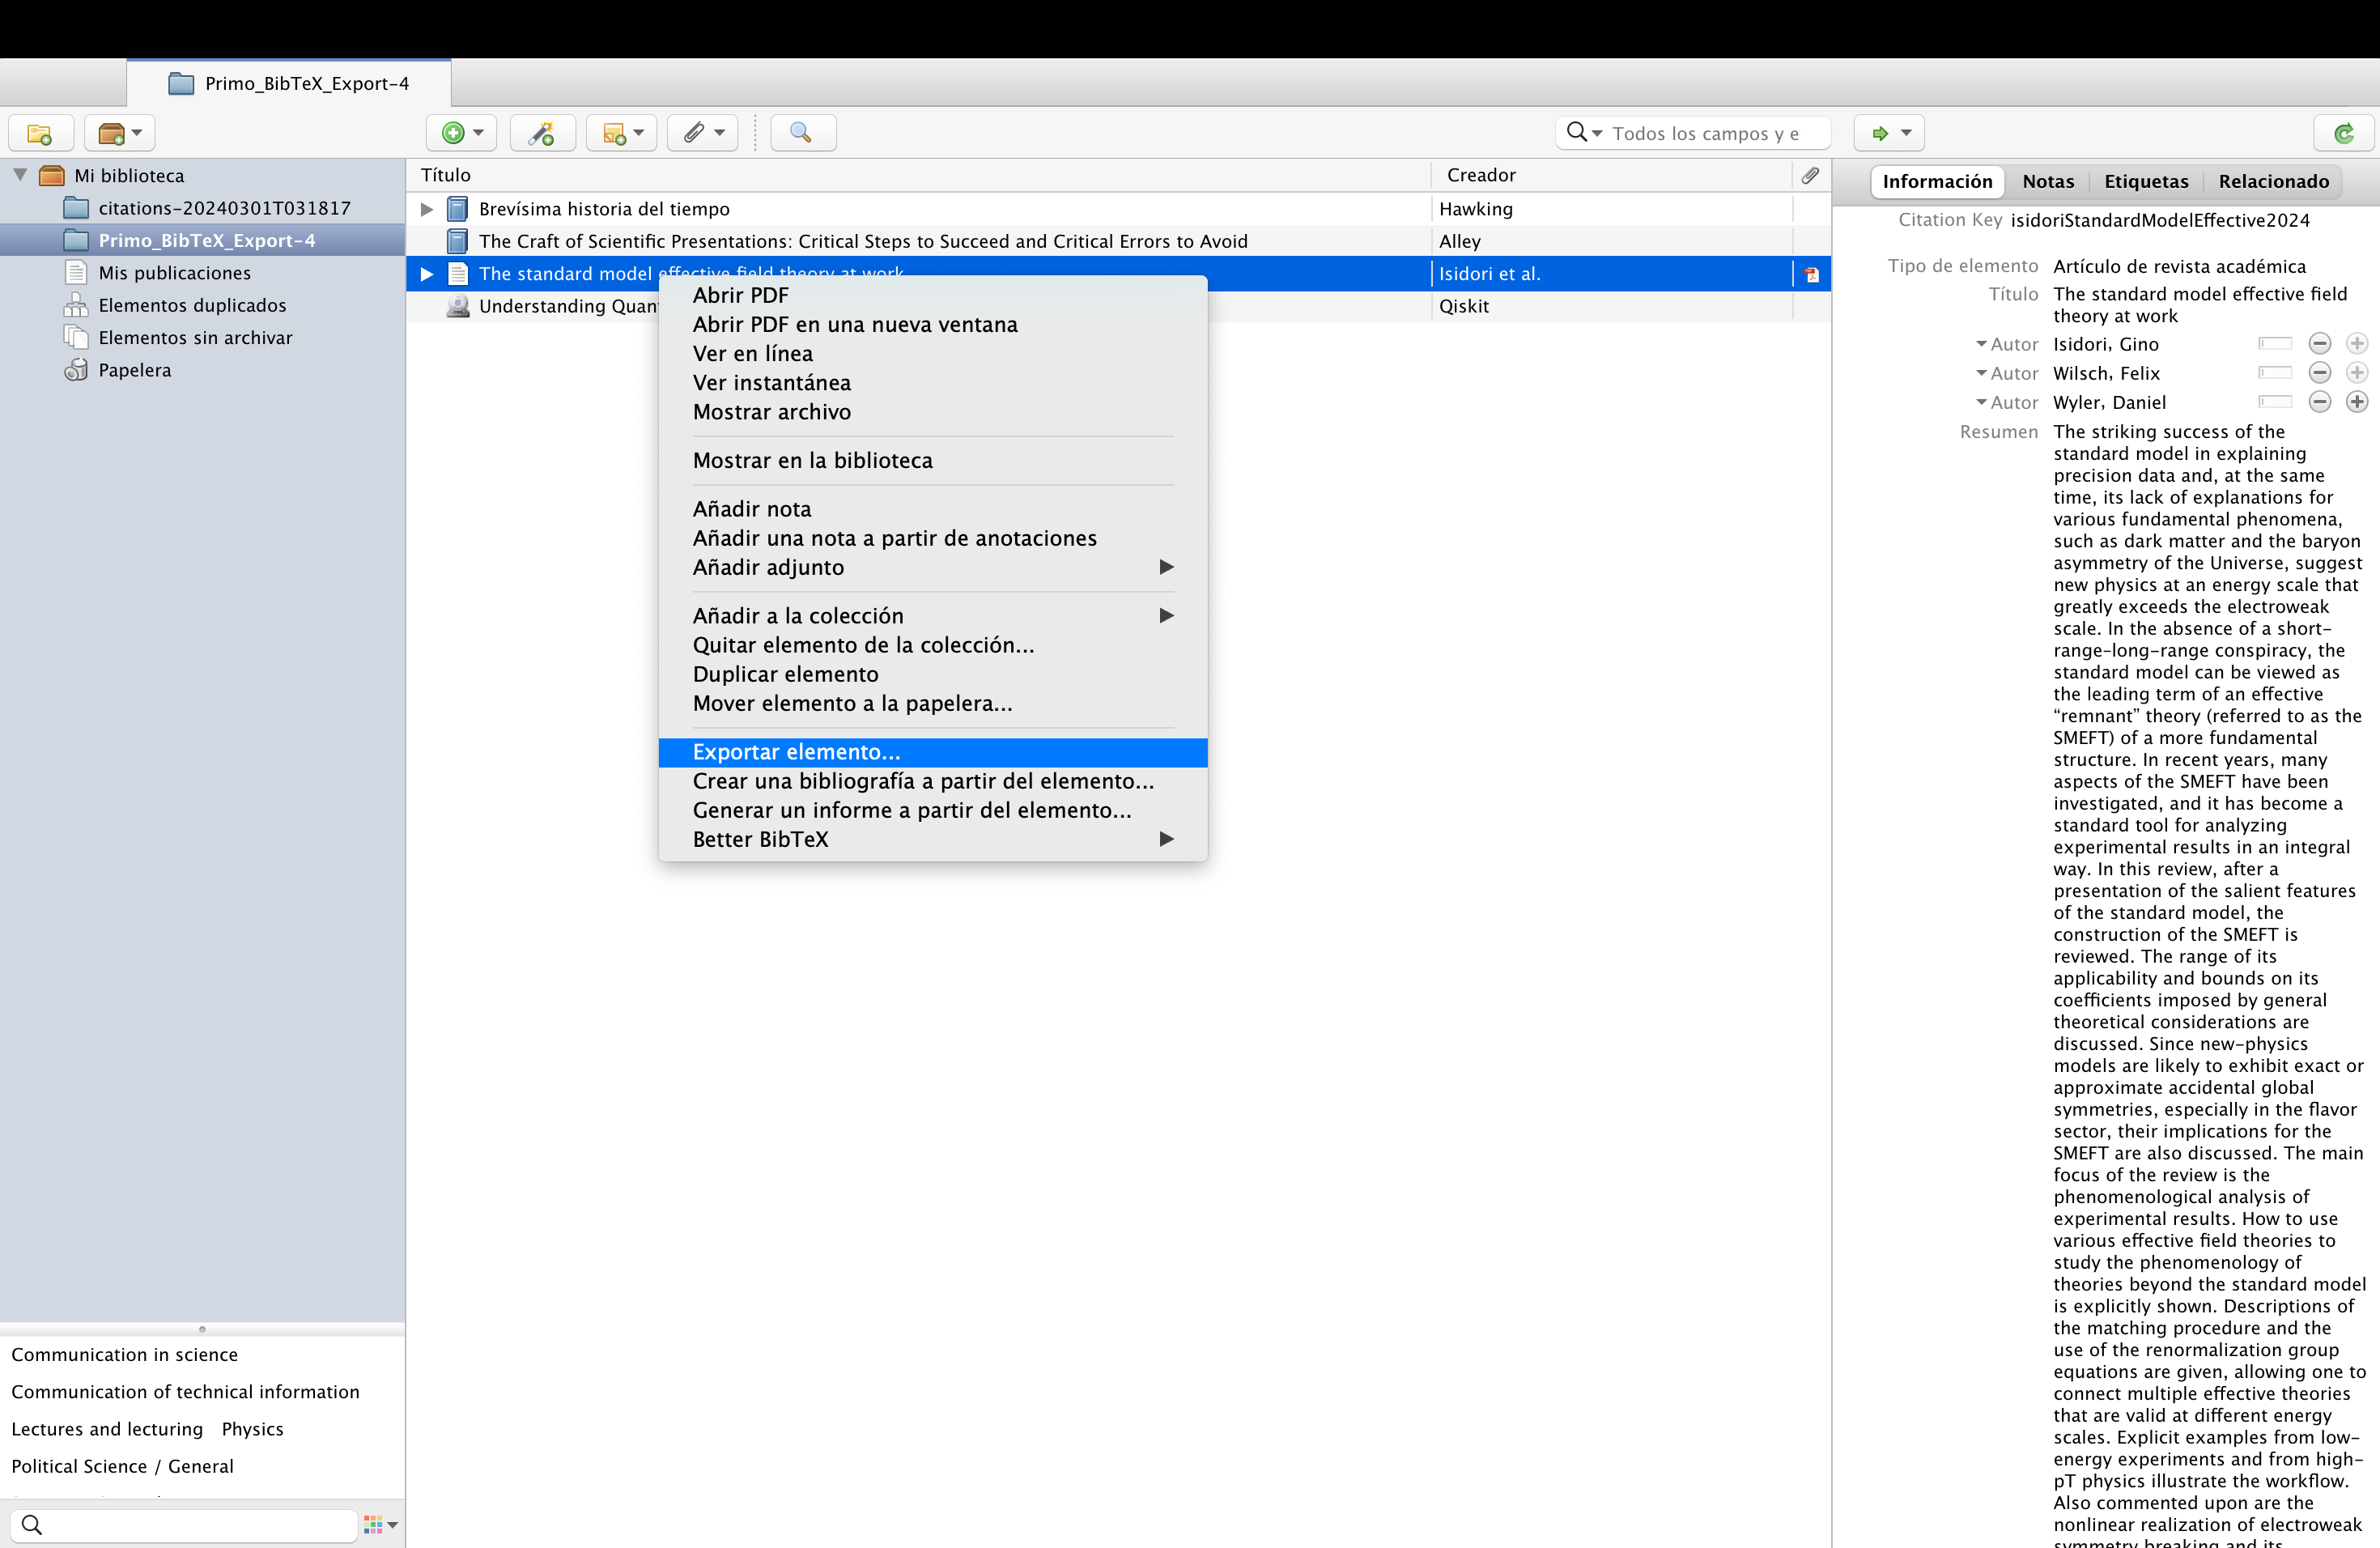 Primo_BibTeX_Export-4
Todos los campos y e
Mi biblioteca
citations-20240301T031817
Primo_BibTeX_Export-4
Mis publicaciones
Elementos duplicados
Elementos sin archivar
Papelera
Communication in science
Communication of technical information
Lectures and lecturing Physics
Political Science / General
Título Creador
Brevísima historia del tiempo Hawking
The Craft of Scientific Presentations: Critical Steps to Succeed and Critical Errors to Avoid Alley
The standard model effective field theory at work Isidori et al.
Understanding Quan Qiskit
Abrir PDF
Abrir PDF en una nueva ventana
Ver en línea
Ver instantánea
Mostrar archivo
Mostrar en la biblioteca
Añadir nota
Añadir una nota a partir de anotaciones
Añadir adjunto
Añadir a la colección
Quitar elemento de la colección...
Duplicar elemento
Mover elemento a la papelera...
Exportar elemento...
Crear una bibliografía a partir del elemento...
Generar un informe a partir del elemento...
Better BibTeX
Información Notas Etiquetas Relacionado
Citation Key isidoriStandardModelEffective2024
Tipo de elemento Artículo de revista académica
Título The standard model effective field
theory at work
Autor Isidori, Gino
Autor Wilsch, Felix
Autor Wyler, Daniel
Resumen The striking success of the
standard model in explaining
precision data and, at the same
time, its lack of explanations for
various fundamental phenomena,
such as dark matter and the baryon
asymmetry of the Universe, suggest
new physics at an energy scale that
greatly exceeds the electroweak
scale. In the absence of a short-
range–long-range conspiracy, the
standard model can be viewed as
the leading term of an effective
“remnant” theory (referred to as the
SMEFT) of a more fundamental
structure. In recent years, many
aspects of the SMEFT have been
investigated, and it has become a
standard tool for analyzing
experimental results in an integral
way. In this review, after a
presentation of the salient features
of the standard model, the
construction of the SMEFT is
reviewed. The range of its
applicability and bounds on its
coefficients imposed by general
theoretical considerations are
discussed. Since new-physics
models are likely to exhibit exact or
approximate accidental global
symmetries, especially in the flavor
sector, their implications for the
SMEFT are also discussed. The main
focus of the review is the
phenomenological analysis of
experimental results. How to use
various effective field theories to
study the phenomenology of
theories beyond the standard model
is explicitly shown. Descriptions of
the matching procedure and the
use of the renormalization group
equations are given, allowing one to
connect multiple effective theories
that are valid at different energy
scales. Explicit examples from low-
energy experiments and from high-
pT physics illustrate the workflow.
Also commented upon are the
nonlinear realization of electroweak
symmetry breaking and its